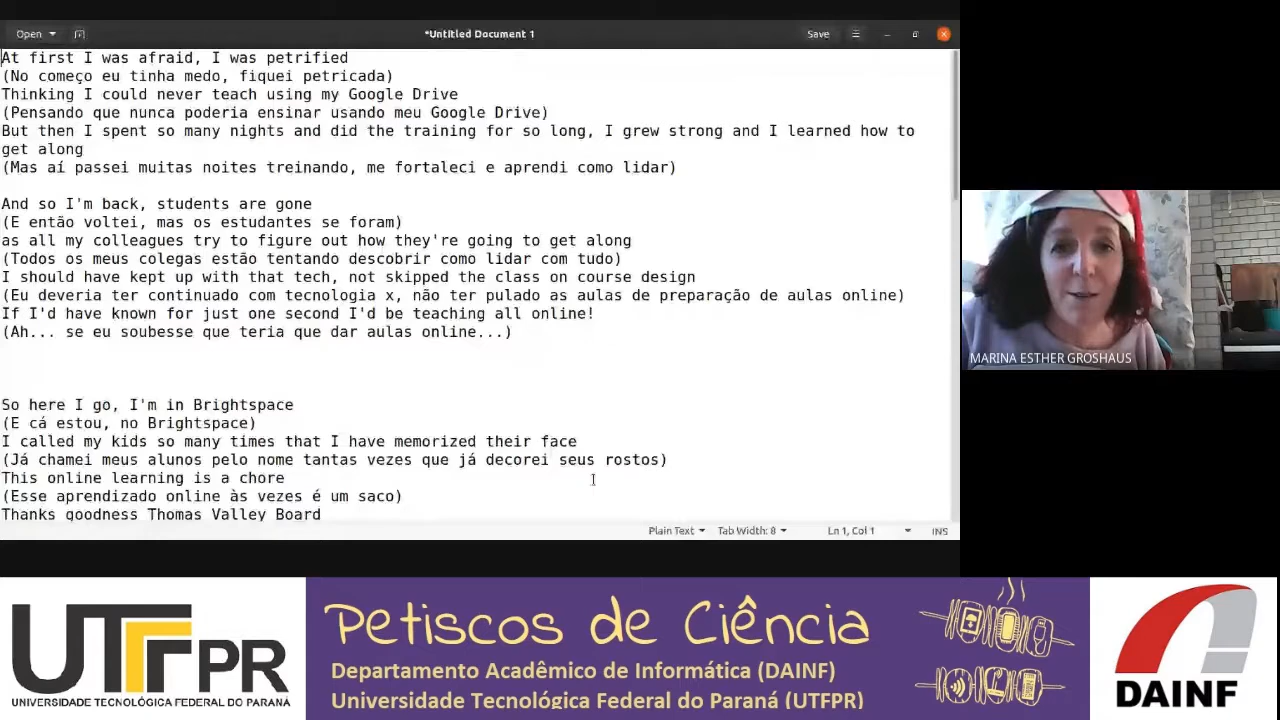 Open
*Untitled Document 1
Save
At first I was afraid, I was petrified
(No começo eu tinha medo, fiquei petricada)
Thinking I could never teach using my Google Drive
(Pensando que nunca poderia ensinar usando meu Google Drive)
But then I spent so many nights and did the training for so long, I grew strong and I learned how to
get along
(Mas aí passei muitas noites treinando, me fortaleci e aprendi como lidar)
And so I'm back, students are gone
(E então voltei, mas os estudantes se foram)
as all my colleagues try to figure out how they're going to get along
(Todos os meus colegas estão tentando descobrir como lidar com tudo)
I should have kept up with that tech, not skipped the class on course design
(Eu deveria ter continuado com tecnologia x, não ter pulado as aulas de preparação de aulas online)
If I'd have known for just one second I'd be teaching all online!
(Ah... se eu soubesse que teria que dar aulas online...)
So here I go, I'm in Brightspace
(E cá estou, no Brightspace)
I called my kids so many times that I have memorized their face
(Já chamei meus alunos pelo nome tantas vezes que já decorei seus rostos)
This online learning is a chore
(Esse aprendizado online às vezes é um saco)
Thanks goodness Thomas Valley Board
Plain Text
Tab Width: 8
Ln 1, Col 1
INS
MARINA ESTHER GROSHAUS
UTFPR
UNIVERSIDADE TECNOLÓGICA FEDERAL DO PARANÁ
Petiscos de Ciência
Departamento Acadêmico de Informática (DAINF)
Universidade Tecnológica Federal do Paraná (UTFPR)
DAINF